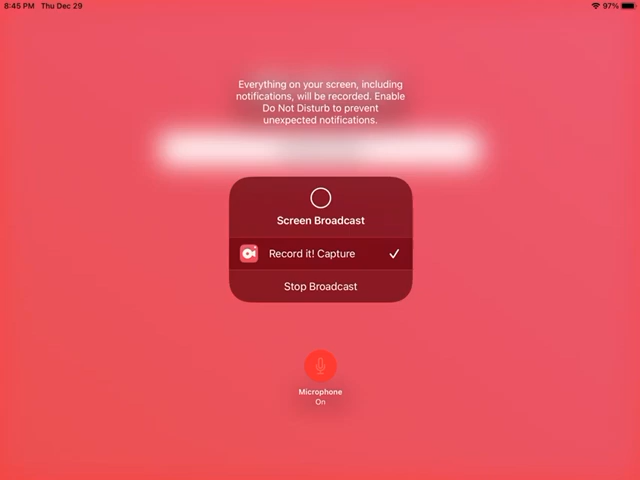 8:45 PM Thu Dec 29 97%
Everything on your screen, including
notifications, will be recorded. Enable
Do Not Disturb to prevent
unexpected notifications.
Screen Broadcast
Record it! Capture
Stop Broadcast
Microphone
On